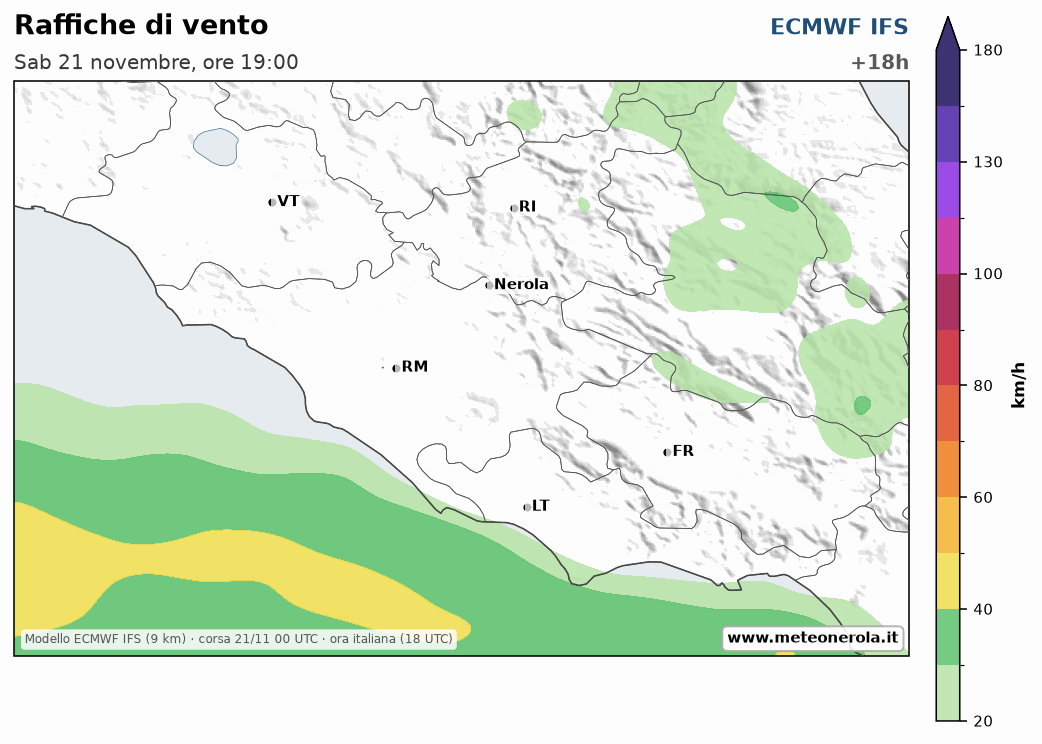 Raffiche di vento
ECMWF IFS
Sab 21 novembre, ore 19:00
+18h
180
VT
RI
130
Nerola
100
RM
80
km/h
FR
60
LT
40
Modello ECMWF IFS (9 km) · corsa 21/11 00 UTC · ora italiana (18 UTC)
www.meteonerola.it
20